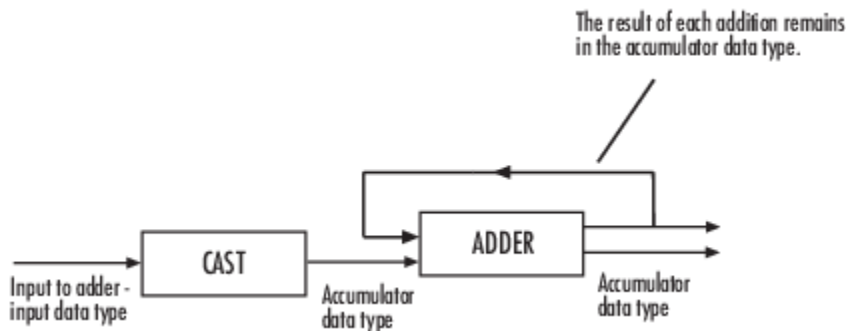 The result of each addition remains
in the accumulator data type.
CAST
ADDER
Input to adder -
input data type
Accumulator
data type
Accumulator
data type